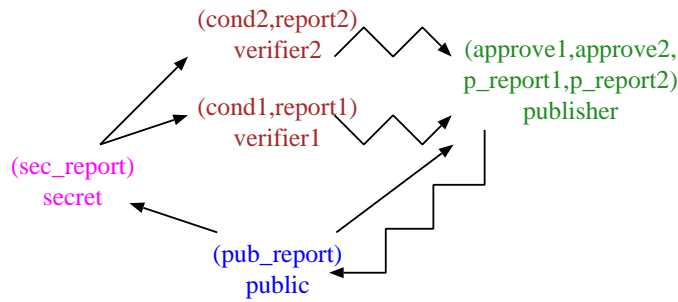 (cond2,report2)
verifier2
(approve1,approve2,
p_report1,p_report2)
publisher
(cond1,report1)
verifier1
(sec_report)
secret
(pub_report)
public